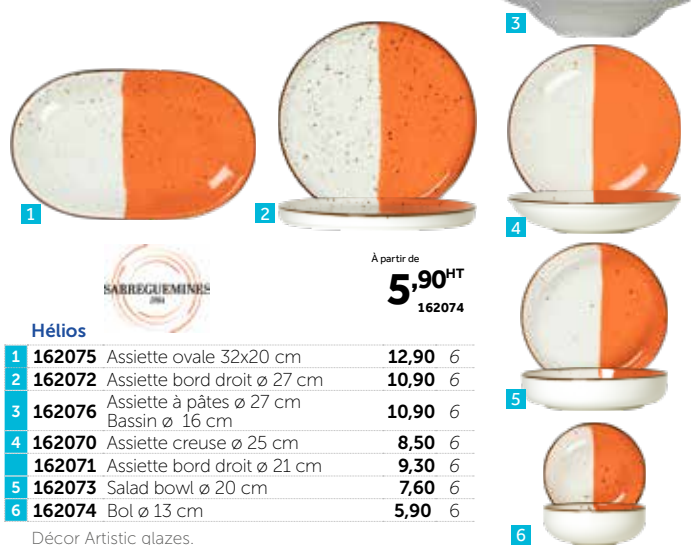 3
1
2
4
SARREGUEMINES
À partir de
5,90HT
162074
Hélios
1 162075 Assiette ovale 32x20 cm 12,90 6
2 162072 Assiette bord droit ø 27 cm 10,90 6
3 162076 Assiette à pâtes ø 27 cm
Bassin ø 16 cm 10,90 6
4 162070 Assiette creuse ø 25 cm 8,50 6
162071 Assiette bord droit ø 21 cm 9,30 6
5 162073 Salad bowl ø 20 cm 7,60 6
6 162074 Bol ø 13 cm 5,90 6
Décor Artistic glazes.
5
6